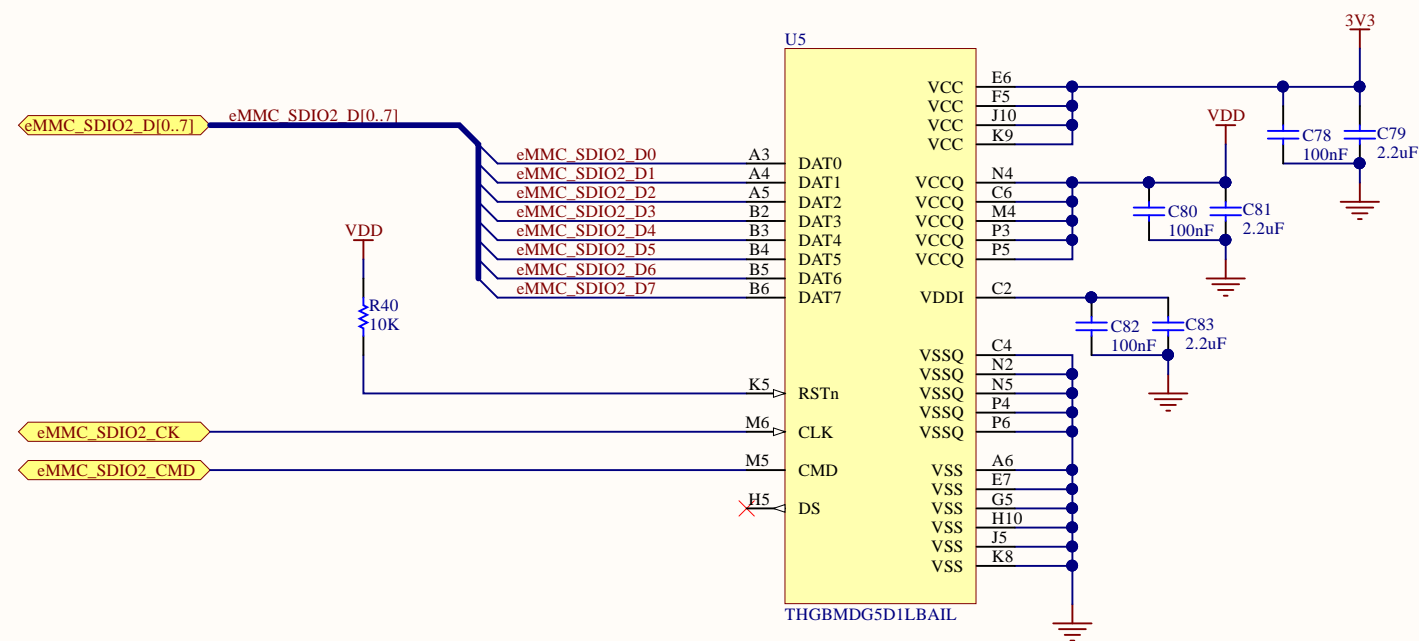 3V3
U5
VCC E6
VCC F5
VCC J10
VCC K9
C78
100nF
C79
2.2uF
eMMC_SDIO2_D[0..7]
eMMC_SDIO2_D[0..7]
VDD
eMMC_SDIO2_D0 A3 DAT0
eMMC_SDIO2_D1 A4 DAT1
eMMC_SDIO2_D2 A5 DAT2
eMMC_SDIO2_D3 B2 DAT3
eMMC_SDIO2_D4 B3 DAT4
eMMC_SDIO2_D5 B4 DAT5
eMMC_SDIO2_D6 B5 DAT6
eMMC_SDIO2_D7 B6 DAT7
VCCQ N4
VCCQ C6
VCCQ M4
VCCQ P3
VCCQ P5
C80
100nF
C81
2.2uF
VDD
R40
10K
VDDI C2
C82
100nF
C83
2.2uF
VSSQ C4
VSSQ N2
VSSQ N5
VSSQ P4
VSSQ P6
K5 RSTn
eMMC_SDIO2_CK M6 CLK
eMMC_SDIO2_CMD M5 CMD
H5 DS
VSS A6
VSS E7
VSS G5
VSS H10
VSS J5
VSS K8
THGBMDG5D1LBAIL